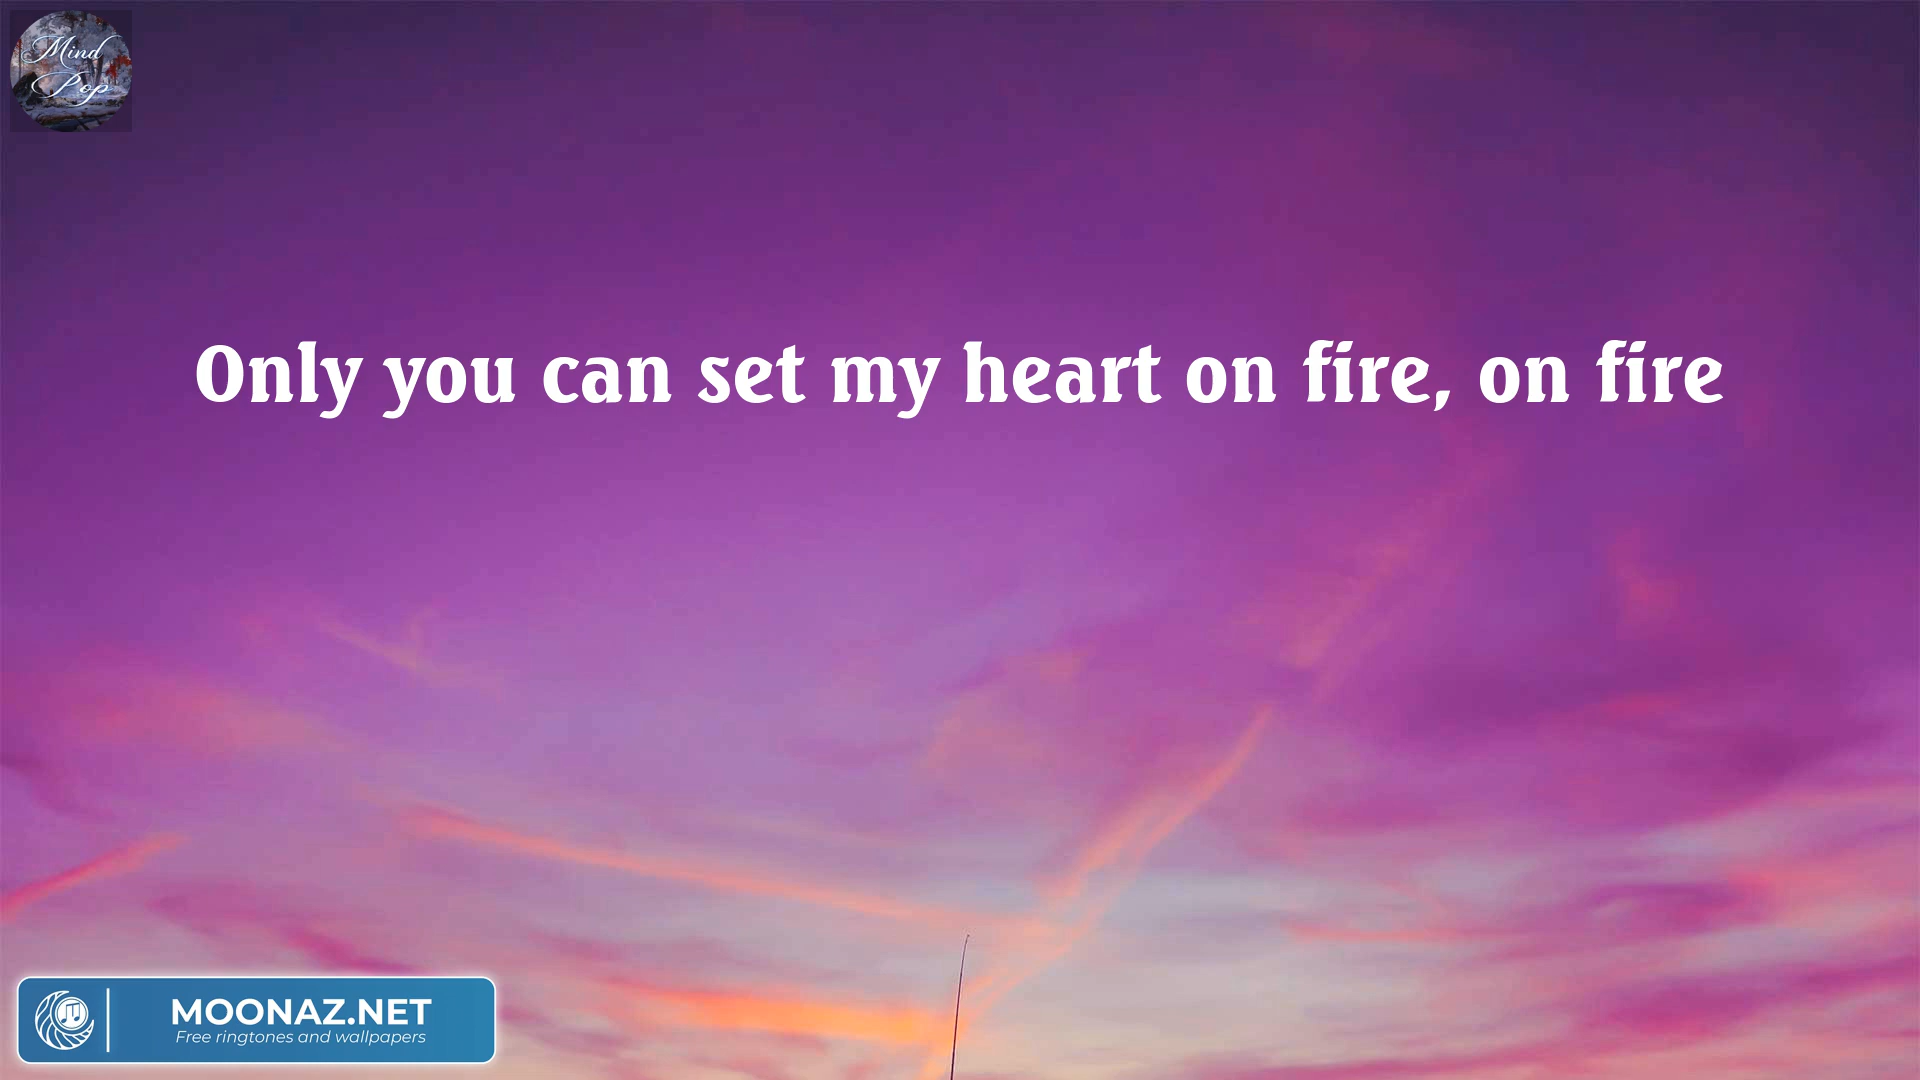 Mind
Pop
Only you can set my heart on fire, on fire
MOONAZ.NET
Free ringtones and wallpapers